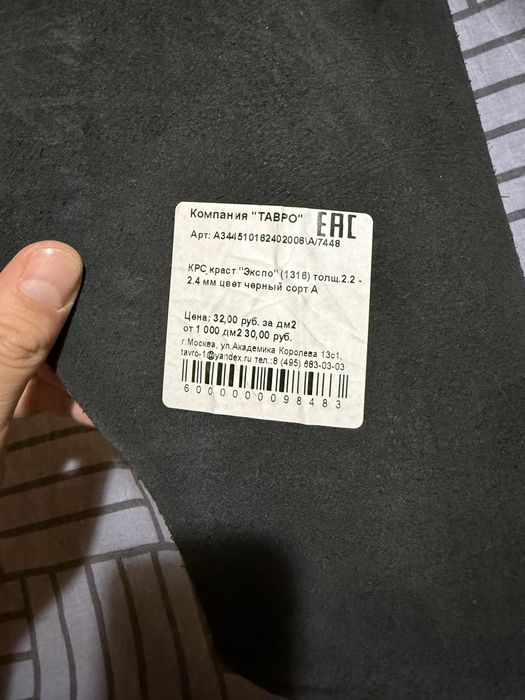 Компания "ТАВРО" ЕАС
Арт: А344510162402006\А/7448
КРС краст "Экспо" (1316) толщ.2.2 -
2.4 мм цвет черный сорт А
Цена: 32,00 руб. за дм2
от 1 000 дм2 30,00 руб.
г.Москва, ул.Академика Королева 13с1,
tavro-1@yandex.ru тел.:8 (495) 683-03-03
6000000098483